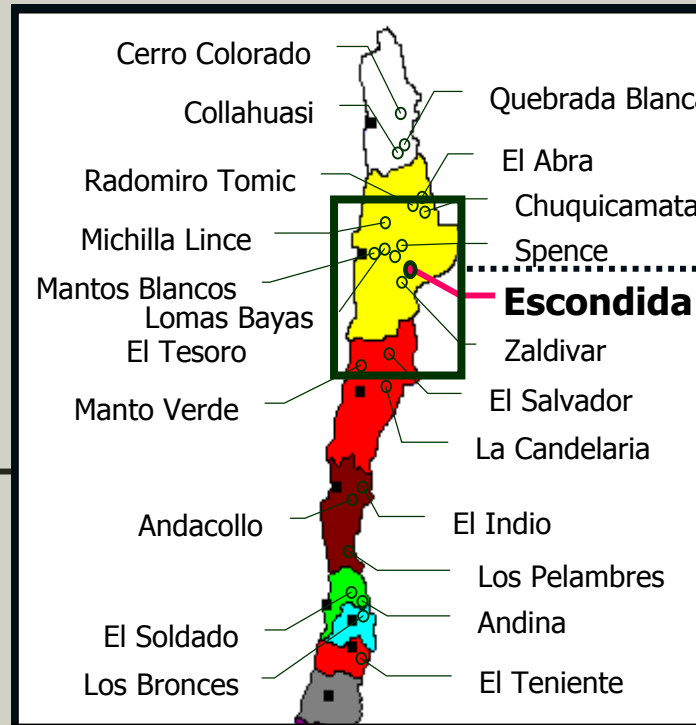 Cerro Colorado
Collahuasi
Quebrada Blanca
El Abra
Radomiro Tomic
Chuquicamata
Michilla Lince
Spence
Mantos Blancos
Escondida
Lomas Bayas
El Tesoro
Zaldivar
Manto Verde
El Salvador
La Candelaria
Andacollo
El Indio
Los Pelambres
El Soldado
Andina
Los Bronces
El Teniente